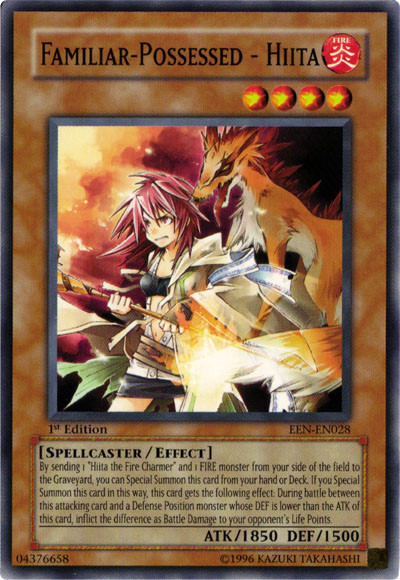 FAMILIAR-POSSESSED - HIITA
FIRE
炎
1st Edition
EEN-EN028
[SPELLCASTER / EFFECT]
By sending 1 "Hiita the Fire Charmer" and 1 FIRE monster from your side of the field to
the Graveyard, you can Special Summon this card from your hand or Deck. If you Special
Summon this card in this way, this card gets the following effect: During battle between
this attacking card and a Defense Position monster whose DEF is lower than the ATK of
this card, inflict the difference as Battle Damage to your opponent's Life Points.
ATK/1850 DEF/1500
04376658
©1996 KAZUKI TAKAHASHI